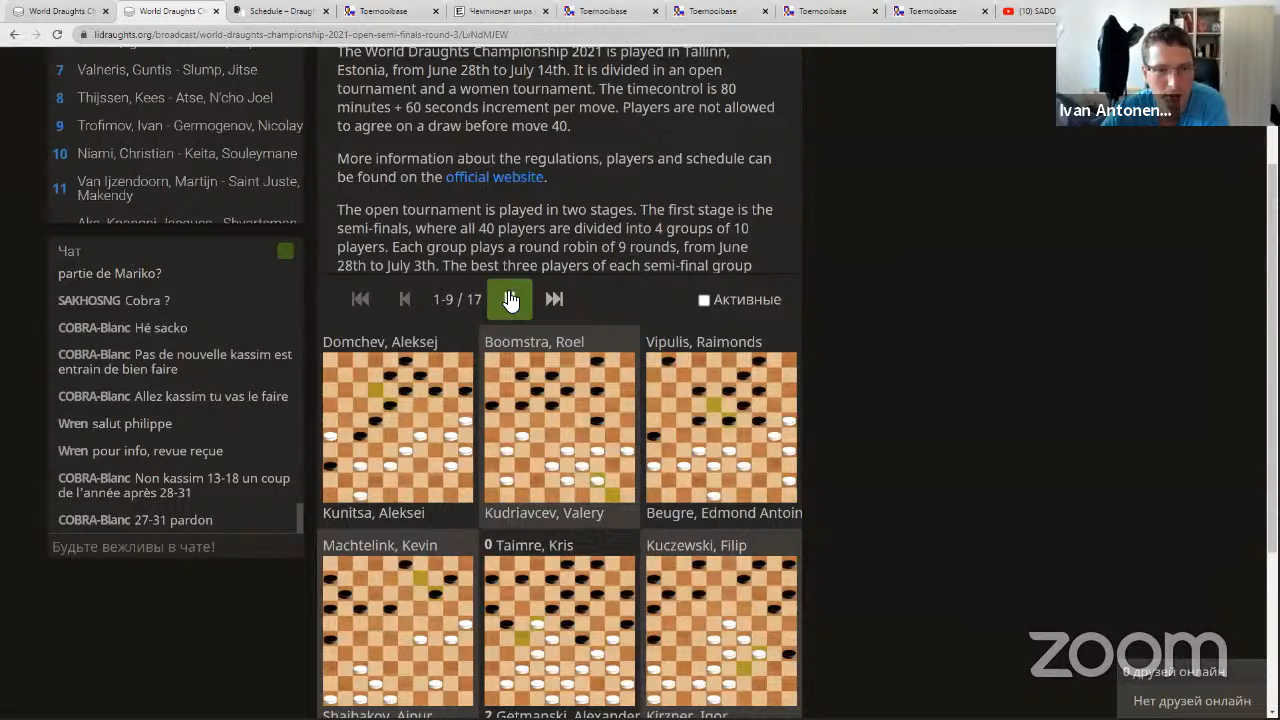 World Draughts Ch
World Draughts Ch
Schedule – Draugh
Toernooibase
Чемпионат мира -
Toernooibase
Toernooibase
Toernooibase
Toernooibase
(10) SADO
lidraughts.org/broadcast/world-draughts-championship-2021-open-semi-finals-round-3/
7 Valneris, Guntis - Slump, Jitse
8 Thijssen, Kees - Atse, N'cho Joel
9 Trofimov, Ivan - Germogenov, Nicolay
10 Niami, Christian - Keita, Souleymane
11 Van Ijzendoorn, Martijn - Saint Juste, Makendy
Чат
partie de Mariko?
SAKHOSNG Cobra ?
COBRA-Blanc Hé sacko
COBRA-Blanc Pas de nouvelle kassim est
entrain de bien faire
COBRA-Blanc Allez kassim tu vas le faire
Wren salut philippe
Wren pour info, revue reçue
COBRA-Blanc Non kassim 13-18 un coup
de l'année après 28-31
COBRA-Blanc 27-31 pardon
Будьте вежливы в чате!
The World Draughts Championship 2021 is played in Tallinn,
Estonia, from June 28th to July 14th. It is divided in an open
tournament and a women tournament. The timecontrol is 80
minutes + 60 seconds increment per move. Players are not allowed
to agree on a draw before move 40.
More information about the regulations, players and schedule can
be found on the official website.
The open tournament is played in two stages. The first stage is the
semi-finals, where all 40 players are divided into 4 groups of 10
players. Each group plays a round robin of 9 rounds, from June
28th to July 3th. The best three players of each semi-final group
1-9 / 17
Активные
Domchev, Aleksej
Boomstra, Roel
Vipulis, Raimonds
Kunitsa, Aleksei
Kudriavcev, Valery
Beugre, Edmond Antoin
Machtelink, Kevin
0 Taimre, Kris
Kuczewski, Filip
Shaibakov, Ainur
2 Getmanski, Alexander
Kirzner, Igor
Ivan Antonen...
zoom
0 друзей онлайн
Нет друзей онлайн